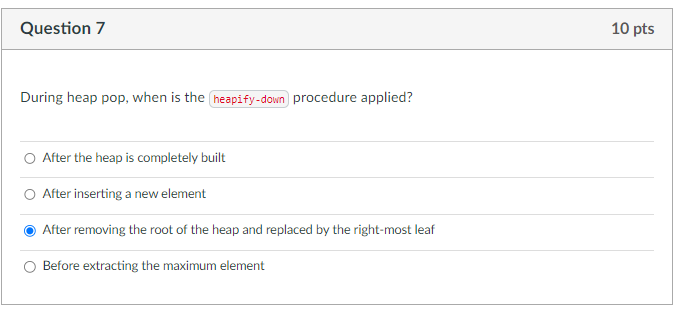 Question 7 10 pts
During heap pop, when is the heapify-down procedure applied?
After the heap is completely built
After inserting a new element
After removing the root of the heap and replaced by the right-most leaf
Before extracting the maximum element